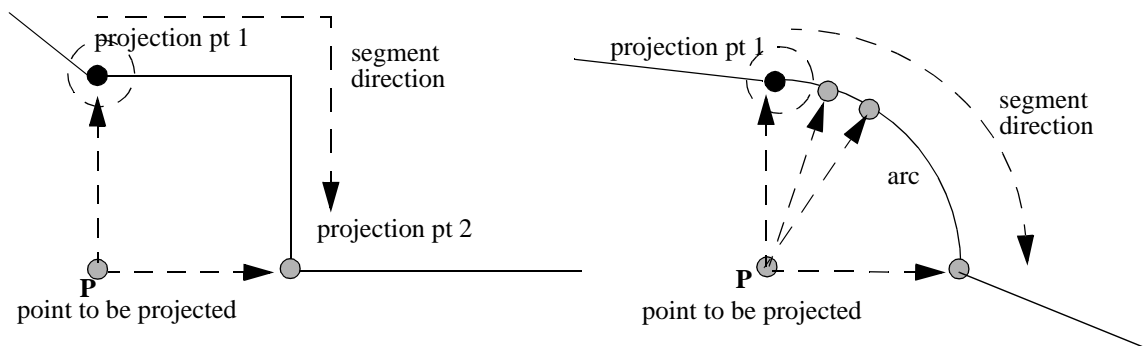 projection pt 1
segment
direction
projection pt 2
P
point to be projected
projection pt 1
segment
direction
arc
P
point to be projected